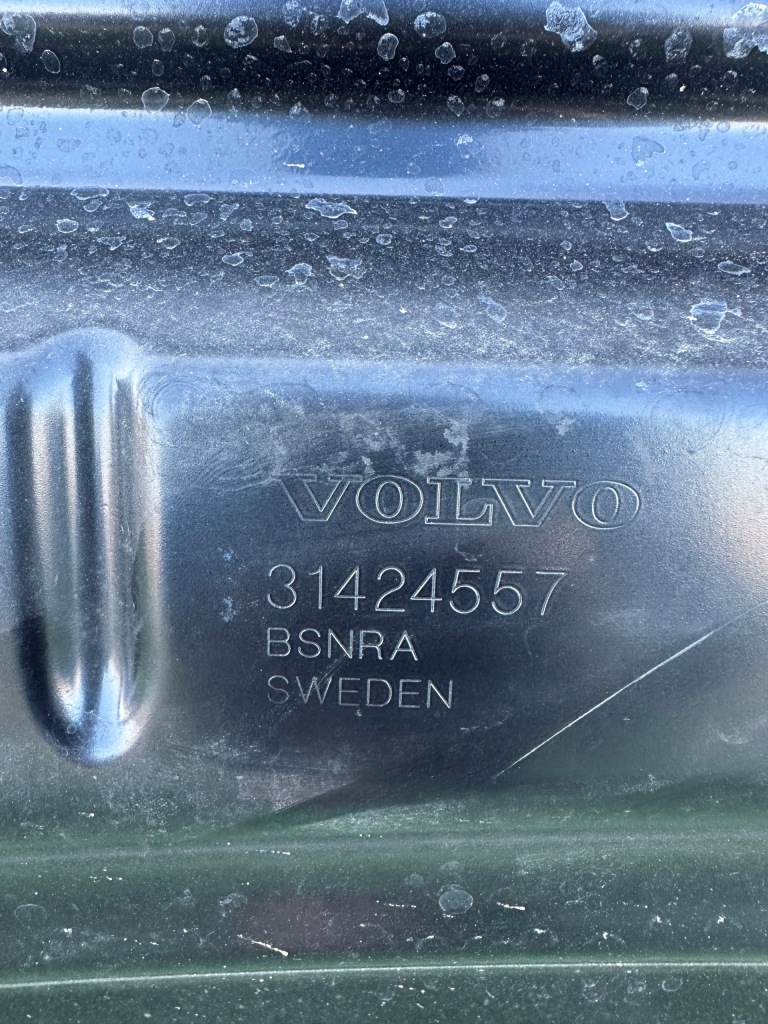 VOLVO
31424557
BSNRA
SWEDEN